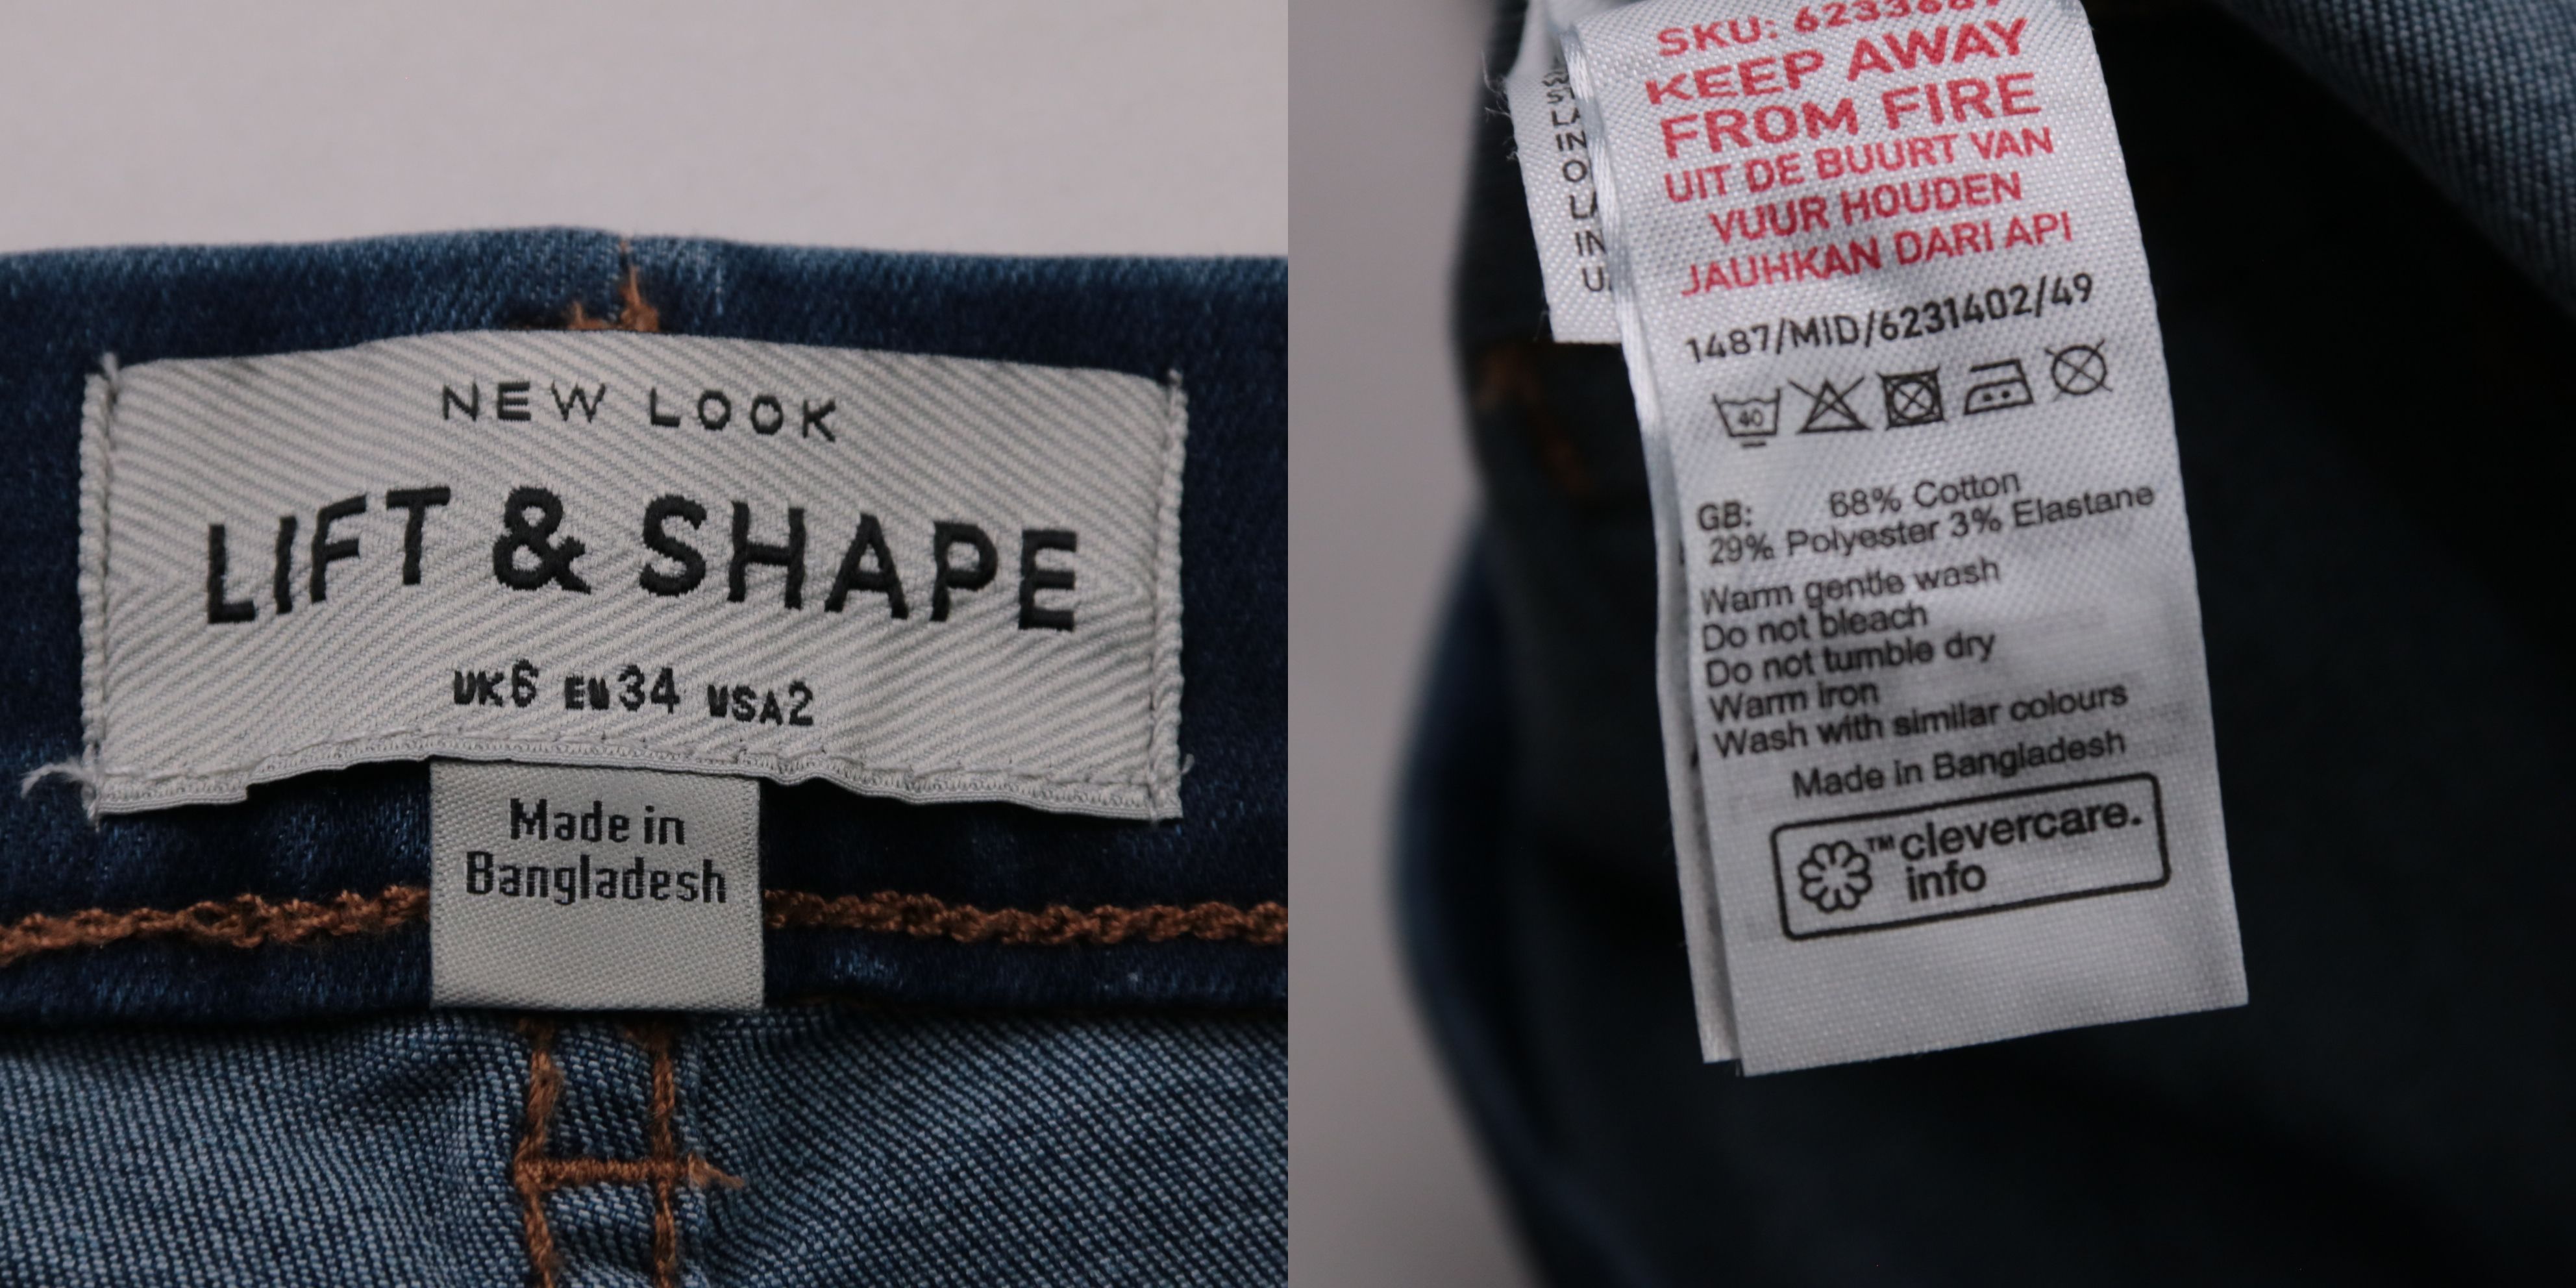 NEW LOOK
LIFT & SHAPE
UK6 EU34 USA2
Made in
Bangladesh
SKU:
KEEP AWAY
FROM FIRE
UIT DE BUURT VAN
VUUR HOUDEN
JAUHKAN DARI API
1487/MID/6231402/49
40
GB: 68% Cotton
29% Polyester 3% Elastane
Warm gentle wash
Do not bleach
Do not tumble dry
Warm iron
Wash with similar colours
Made in Bangladesh
™clevercare.
info